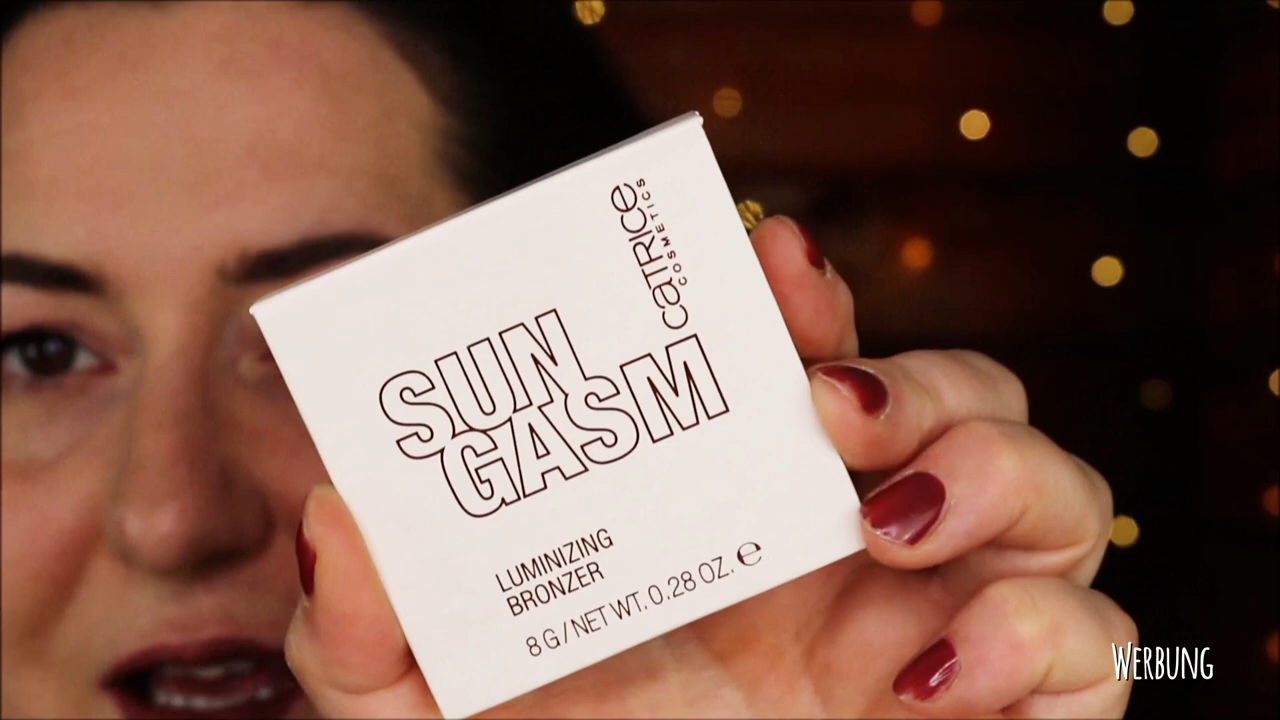 CATRICE
COSMETICS
SUN
GASM
LUMINIZING
BRONZER
8 G / NET WT. 0.28 OZ. ℮
WERBUNG